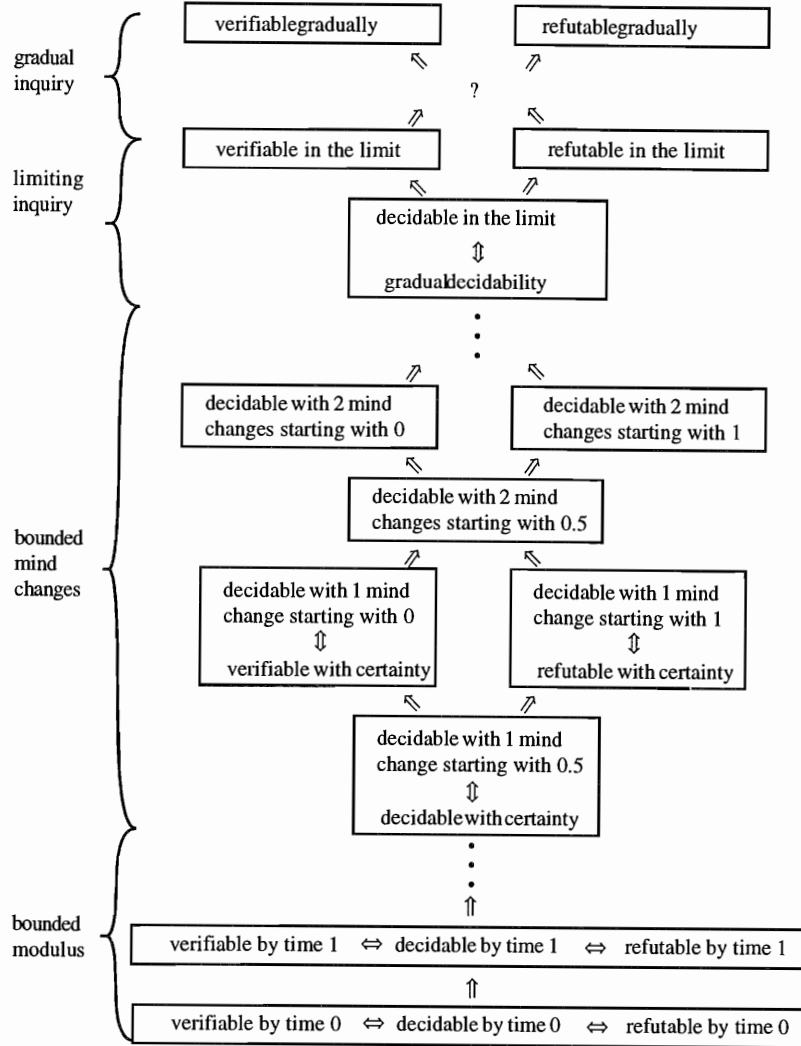 verifiablegradually
refutablegradually
gradual
inquiry
?
verifiable in the limit
refutable in the limit
limiting
inquiry
decidable in the limit
⇕
gradualdecidability
decidable with 2 mind
changes starting with 0
decidable with 2 mind
changes starting with 1
decidable with 2 mind
changes starting with 0.5
bounded
mind
changes
decidable with 1 mind
change starting with 0
⇕
verifiable with certainty
decidable with 1 mind
change starting with 1
⇕
refutable with certainty
decidable with 1 mind
change starting with 0.5
⇕
decidable with certainty
bounded
modulus
verifiable by time 1 ⇔ decidable by time 1 ⇔ refutable by time 1
verifiable by time 0 ⇔ decidable by time 0 ⇔ refutable by time 0